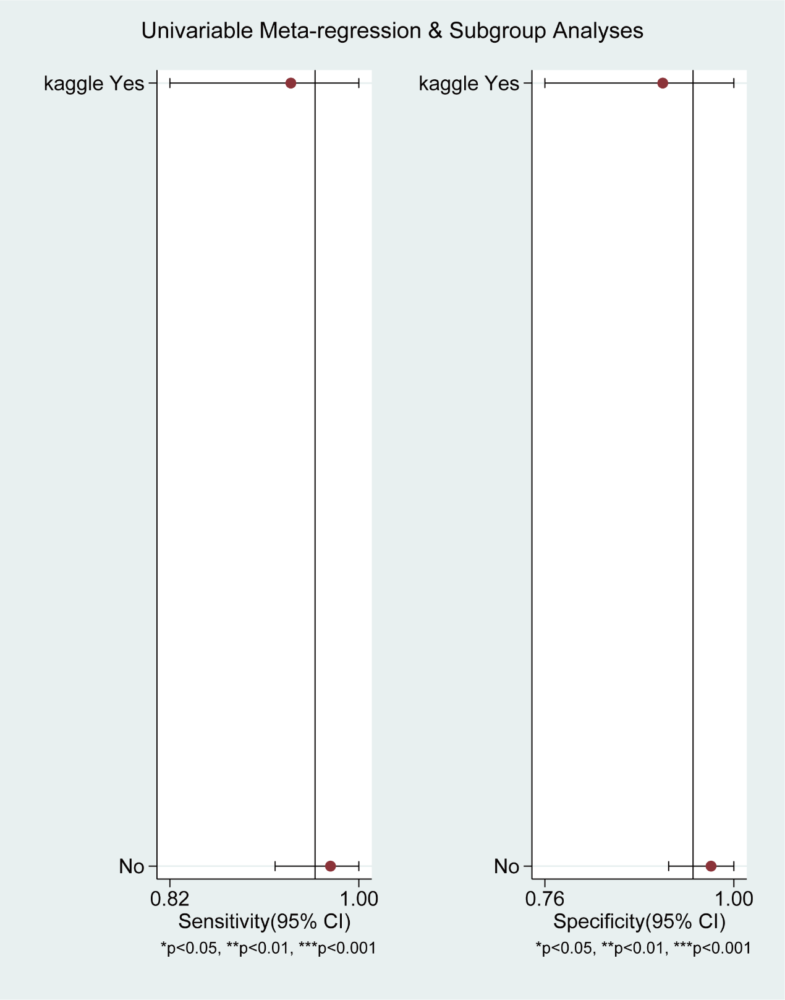 Univariable Meta-regression & Subgroup Analyses
kaggle Yes
No
0.82 1.00
Sensitivity(95% CI)
*p<0.05, **p<0.01, ***p<0.001
kaggle Yes
No
0.76 1.00
Specificity(95% CI)
*p<0.05, **p<0.01, ***p<0.001